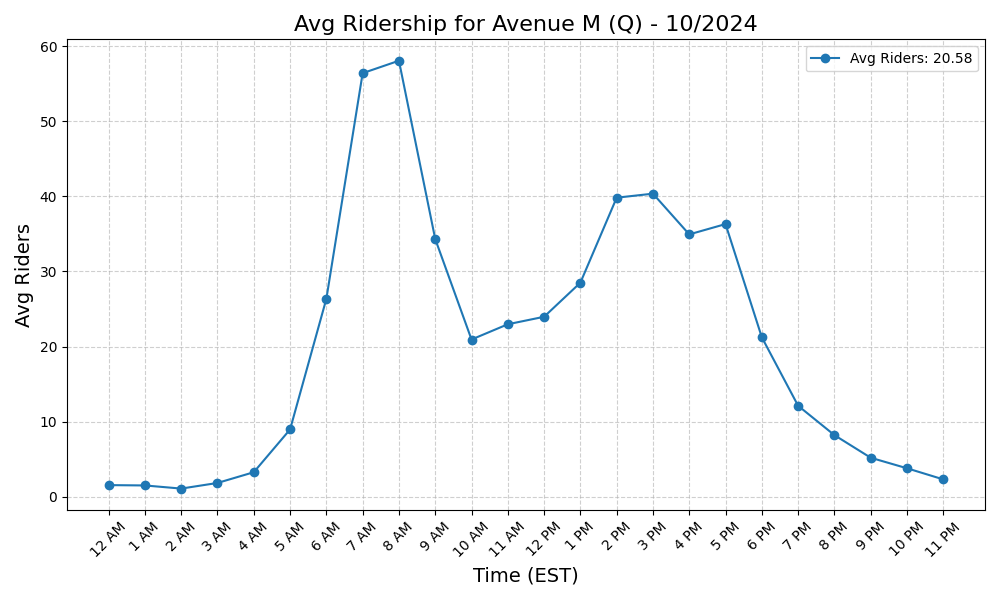 Avg Ridership for Avenue M (Q) - 10/2024
Avg Riders: 20.58
60
50
40
30
20
10
0
Avg Riders
12 AM
1 AM
2 AM
3 AM
4 AM
5 AM
6 AM
7 AM
8 AM
9 AM
10 AM
11 AM
12 PM
1 PM
2 PM
3 PM
4 PM
5 PM
6 PM
7 PM
8 PM
9 PM
10 PM
11 PM
Time (EST)